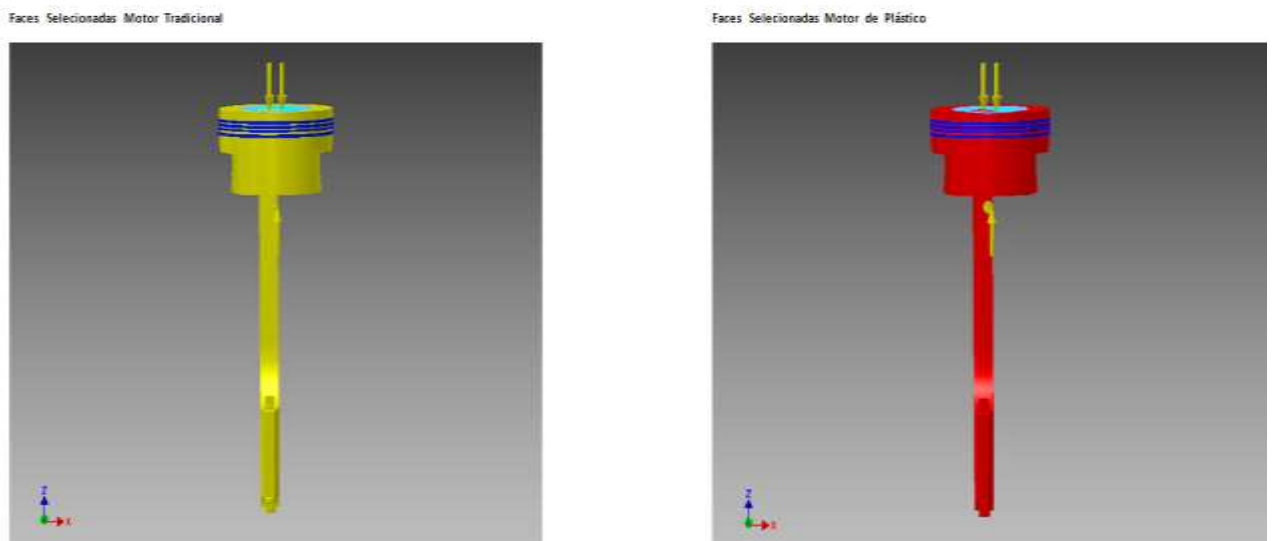 Faces Selecionadas Motor Tradicional
Faces Selecionadas Motor de Plástico
Z
X
Z
X